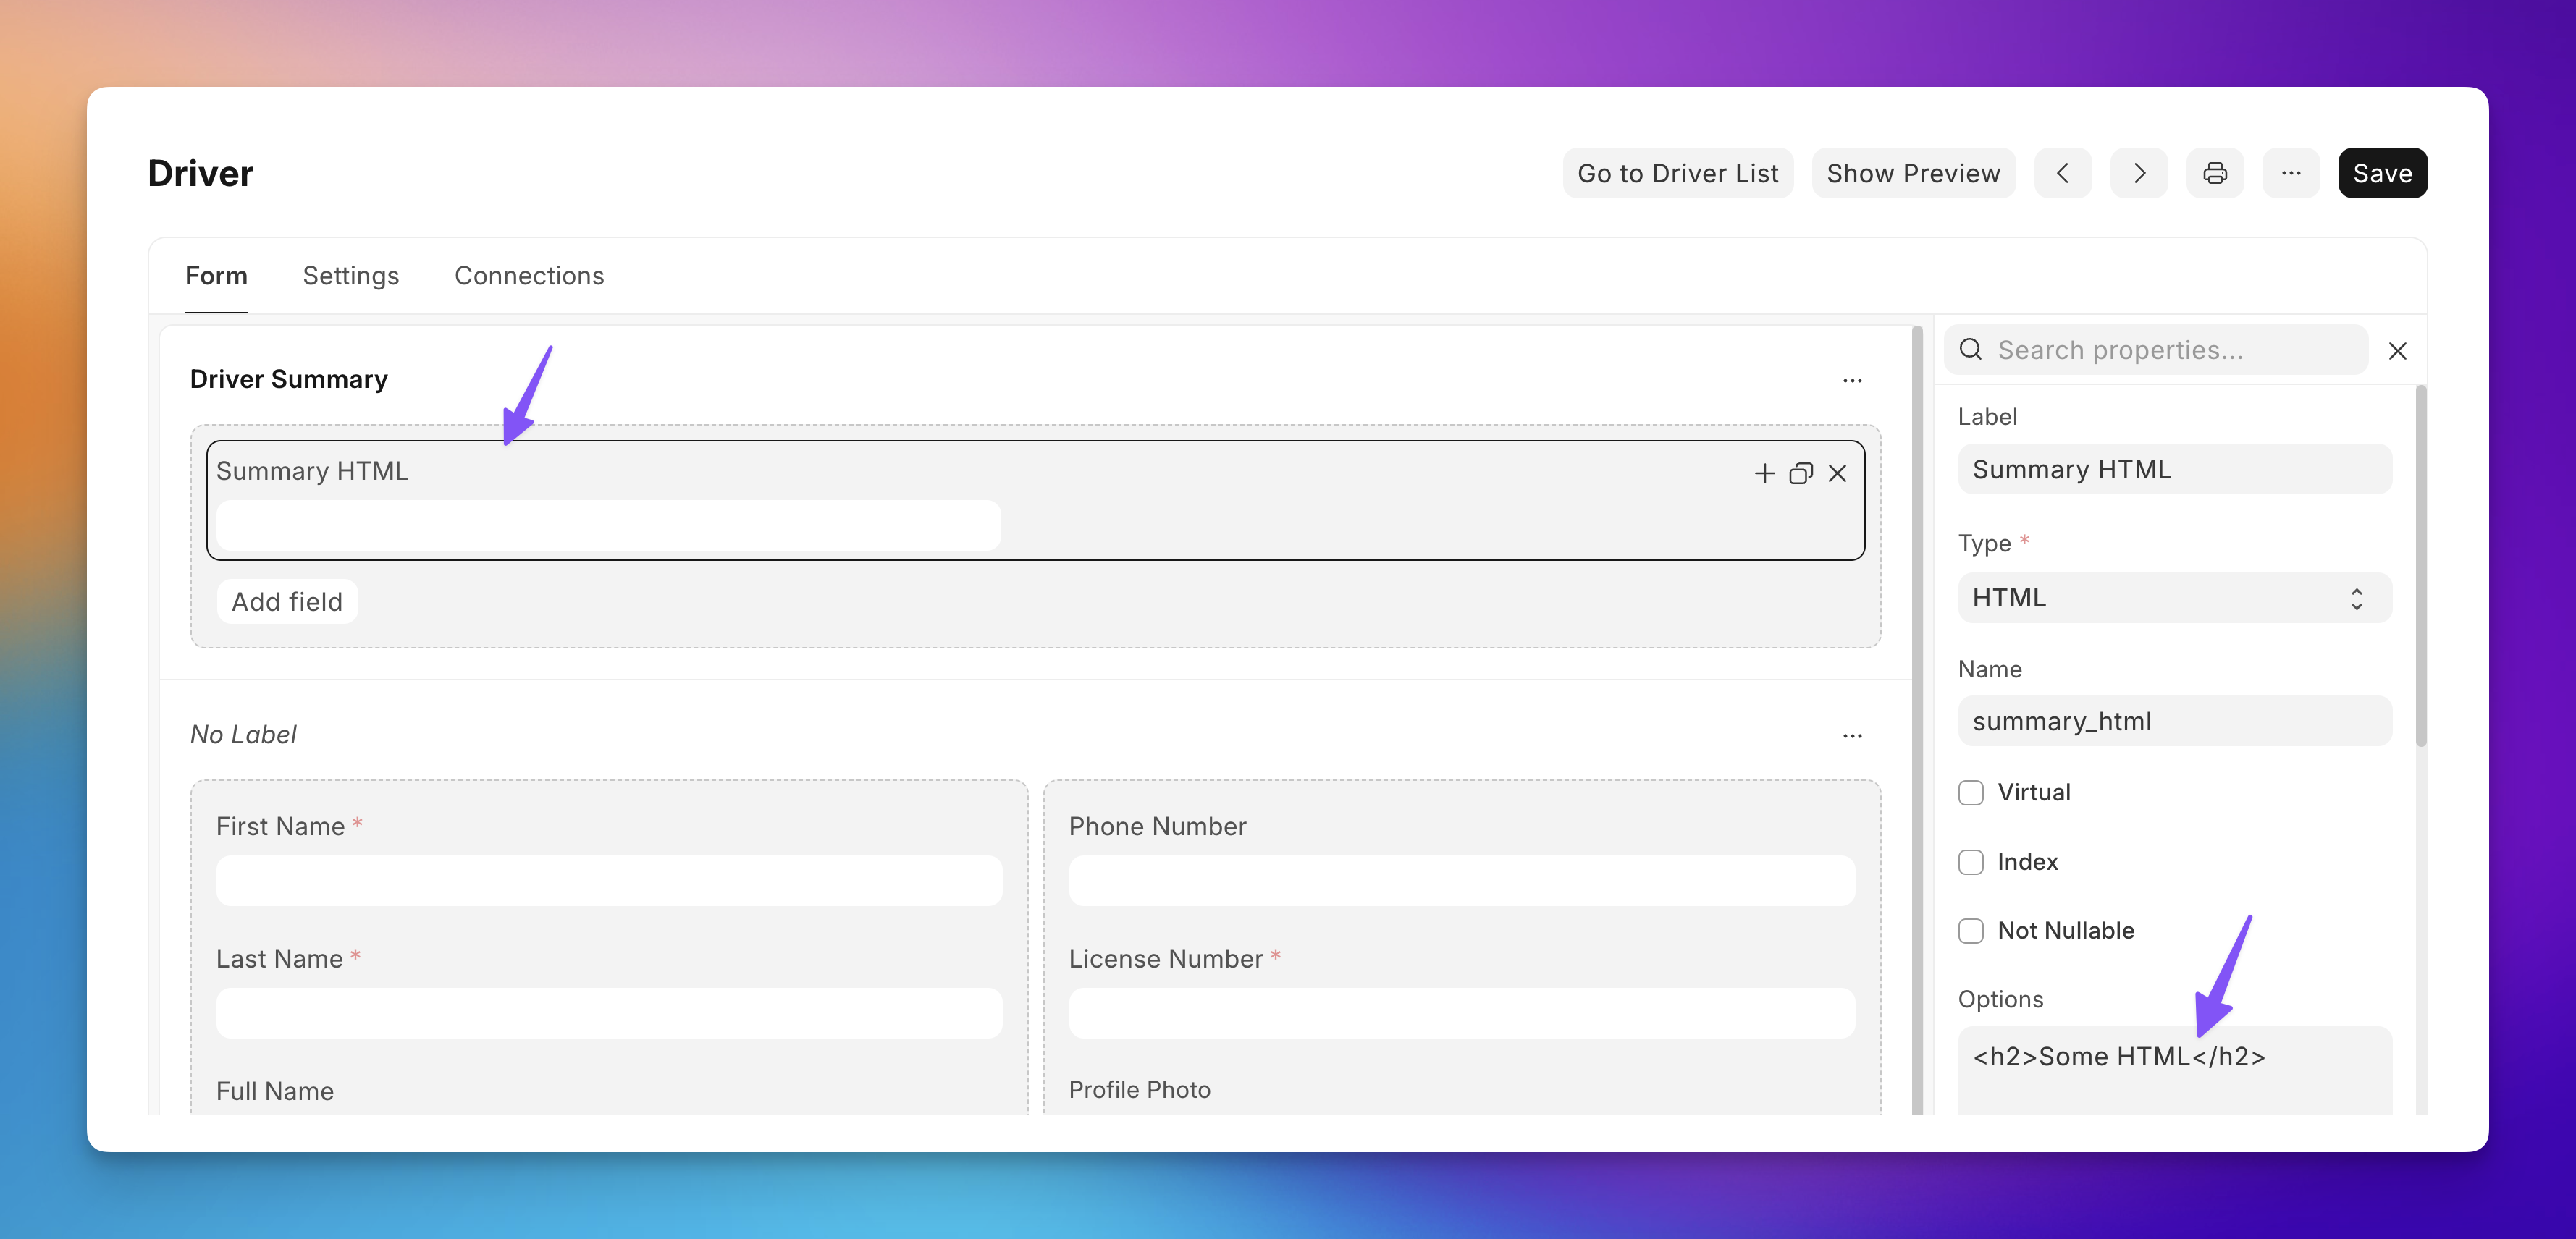 Driver
Go to Driver List
Show Preview
Save
Form
Settings
Connections
Driver Summary
Summary HTML
Add field
No Label
First Name *
Last Name *
Full Name
Phone Number
License Number *
Profile Photo
Search properties...
Label
Summary HTML
Type *
HTML
Name
summary_html
Virtual
Index
Not Nullable
Options
<h2>Some HTML</h2>